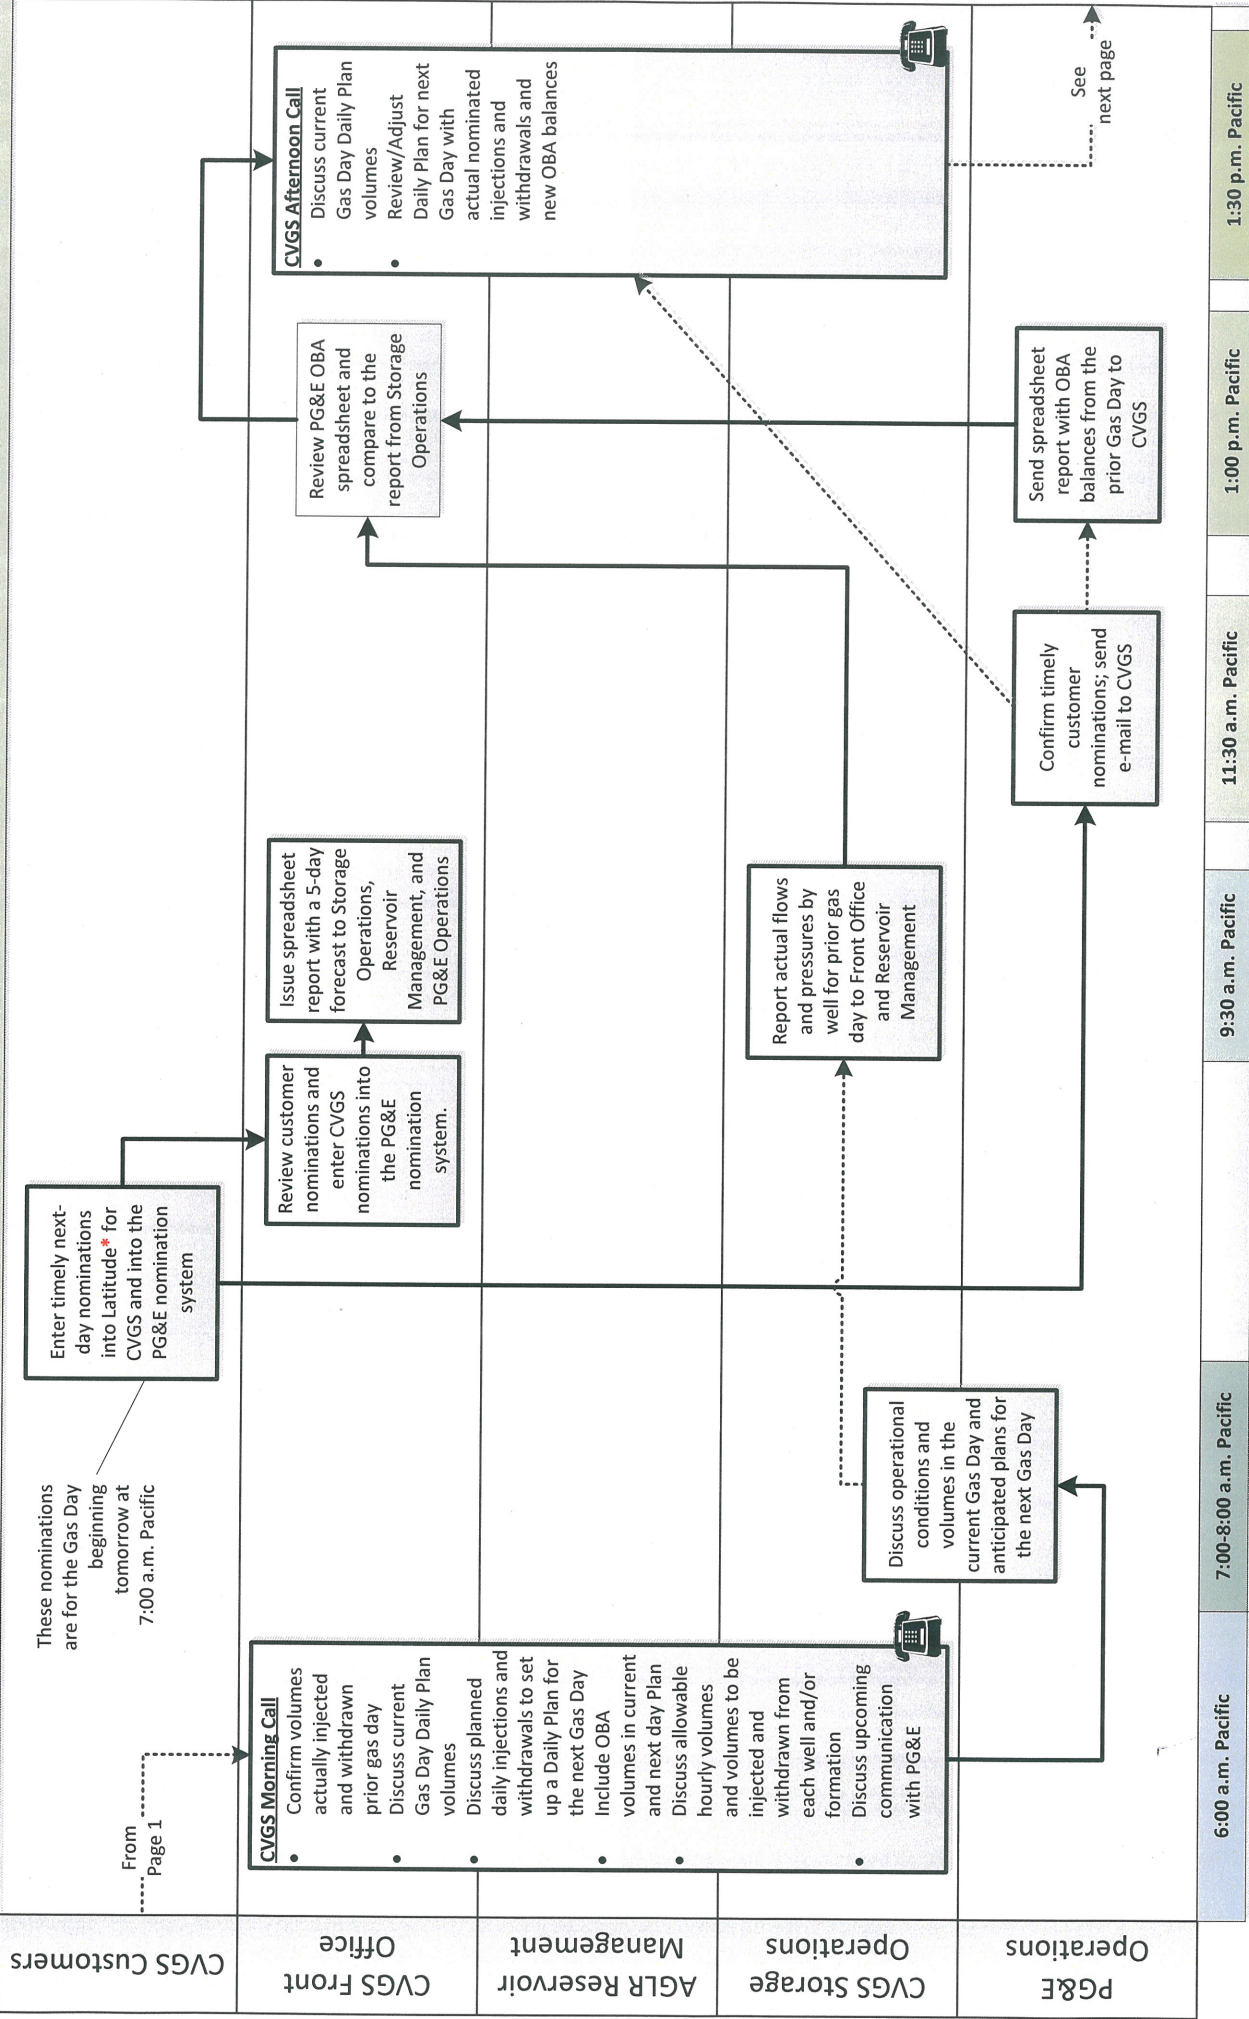 CVGS Customers
CVGS Front
Office
AGLR Reservoir
Management
CVGS Storage
Operations
PG&E
Operations
From
Page 1
CVGS Morning Call
• Confirm volumes
actually injected
and withdrawn
prior gas day
• Discuss current
Gas Day Daily Plan
volumes
• Discuss planned
daily injections and
withdrawals to set
up a Daily Plan for
the next Gas Day
• Include OBA
volumes in current
and next day Plan
• Discuss allowable
hourly volumes
and volumes to be
injected and
withdrawn from
each well and/or
formation
• Discuss upcoming
communication
with PG&E
These nominations
are for the Gas Day
beginning
tomorrow at
7:00 a.m. Pacific
Discuss operational
conditions and
volumes in the
current Gas Day and
anticipated plans for
the next Gas Day
Enter timely next-
day nominations
into Latitude* for
CVGS and into the
PG&E nomination
system
Review customer
nominations and
enter CVGS
nominations into
the PG&E
nomination
system.
Issue spreadsheet
report with a 5-day
forecast to Storage
Operations,
Reservoir
Management, and
PG&E Operations
Report actual flows
and pressures by
well for prior gas
day to Front Office
and Reservoir
Management
Confirm timely
customer
nominations; send
e-mail to CVGS
Review PG&E OBA
spreadsheet and
compare to the
report from Storage
Operations
Send spreadsheet
report with OBA
balances from the
prior Gas Day to
CVGS
CVGS Afternoon Call
• Discuss current
Gas Day Daily Plan
volumes
• Review/Adjust
Daily Plan for next
Gas Day with
actual nominated
injections and
withdrawals and
new OBA balances
See
next page
6:00 a.m. Pacific
7:00-8:00 a.m. Pacific
9:30 a.m. Pacific
11:30 a.m. Pacific
1:00 p.m. Pacific
1:30 p.m. Pacific